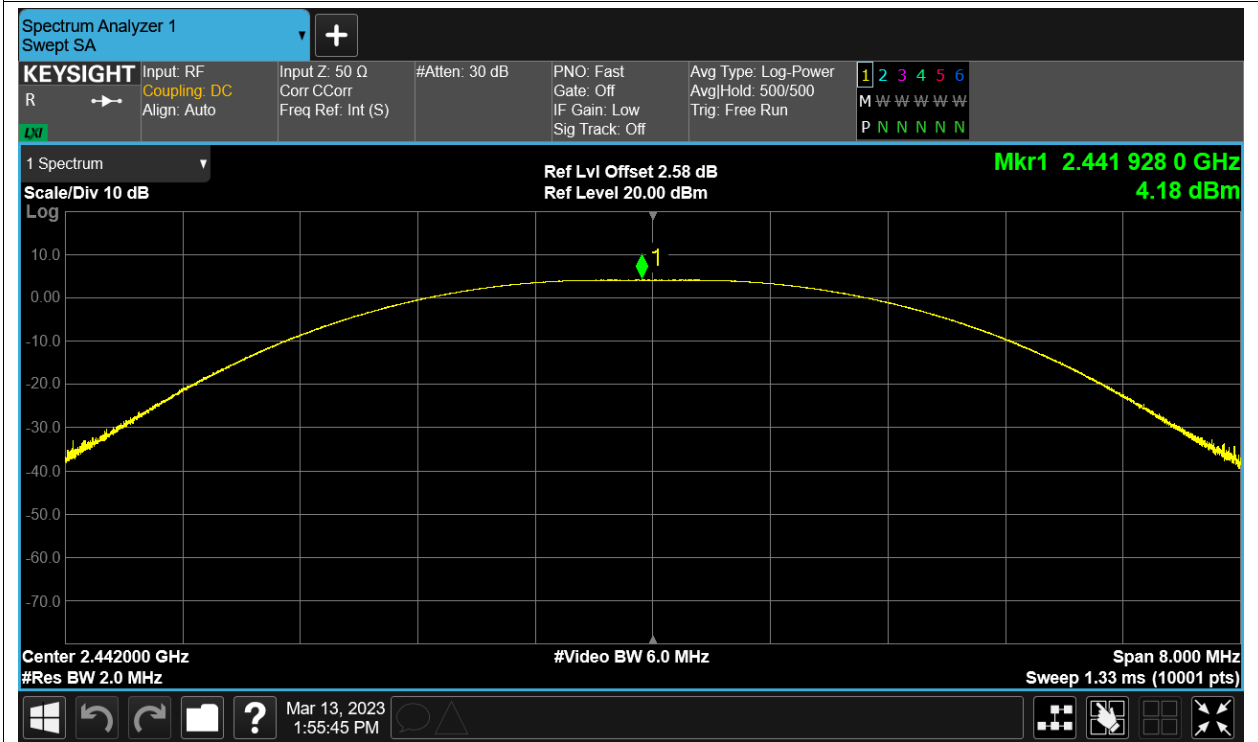 Spectrum Analyzer 1
Swept SA
KEYSIGHT
R
LXI
Input: RF
Coupling: DC
Align: Auto
Input Z: 50 Ω
Corr CCorr
Freq Ref: Int (S)
#Atten: 30 dB
PNO: Fast
Gate: Off
IF Gain: Low
Sig Track: Off
Avg Type: Log-Power
Avg|Hold: 500/500
Trig: Free Run
1 2 3 4 5 6
M W W W W W
P N N N N N
1 Spectrum
Scale/Div 10 dB
Log
Ref Lvl Offset 2.58 dB
Ref Level 20.00 dBm
Mkr1 2.441 928 0 GHz
4.18 dBm
1
10.0
0.00
-10.0
-20.0
-30.0
-40.0
-50.0
-60.0
-70.0
Center 2.442000 GHz
#Video BW 6.0 MHz
Span 8.000 MHz
#Res BW 2.0 MHz
Sweep 1.33 ms (10001 pts)
?
Mar 13, 2023
1:55:45 PM